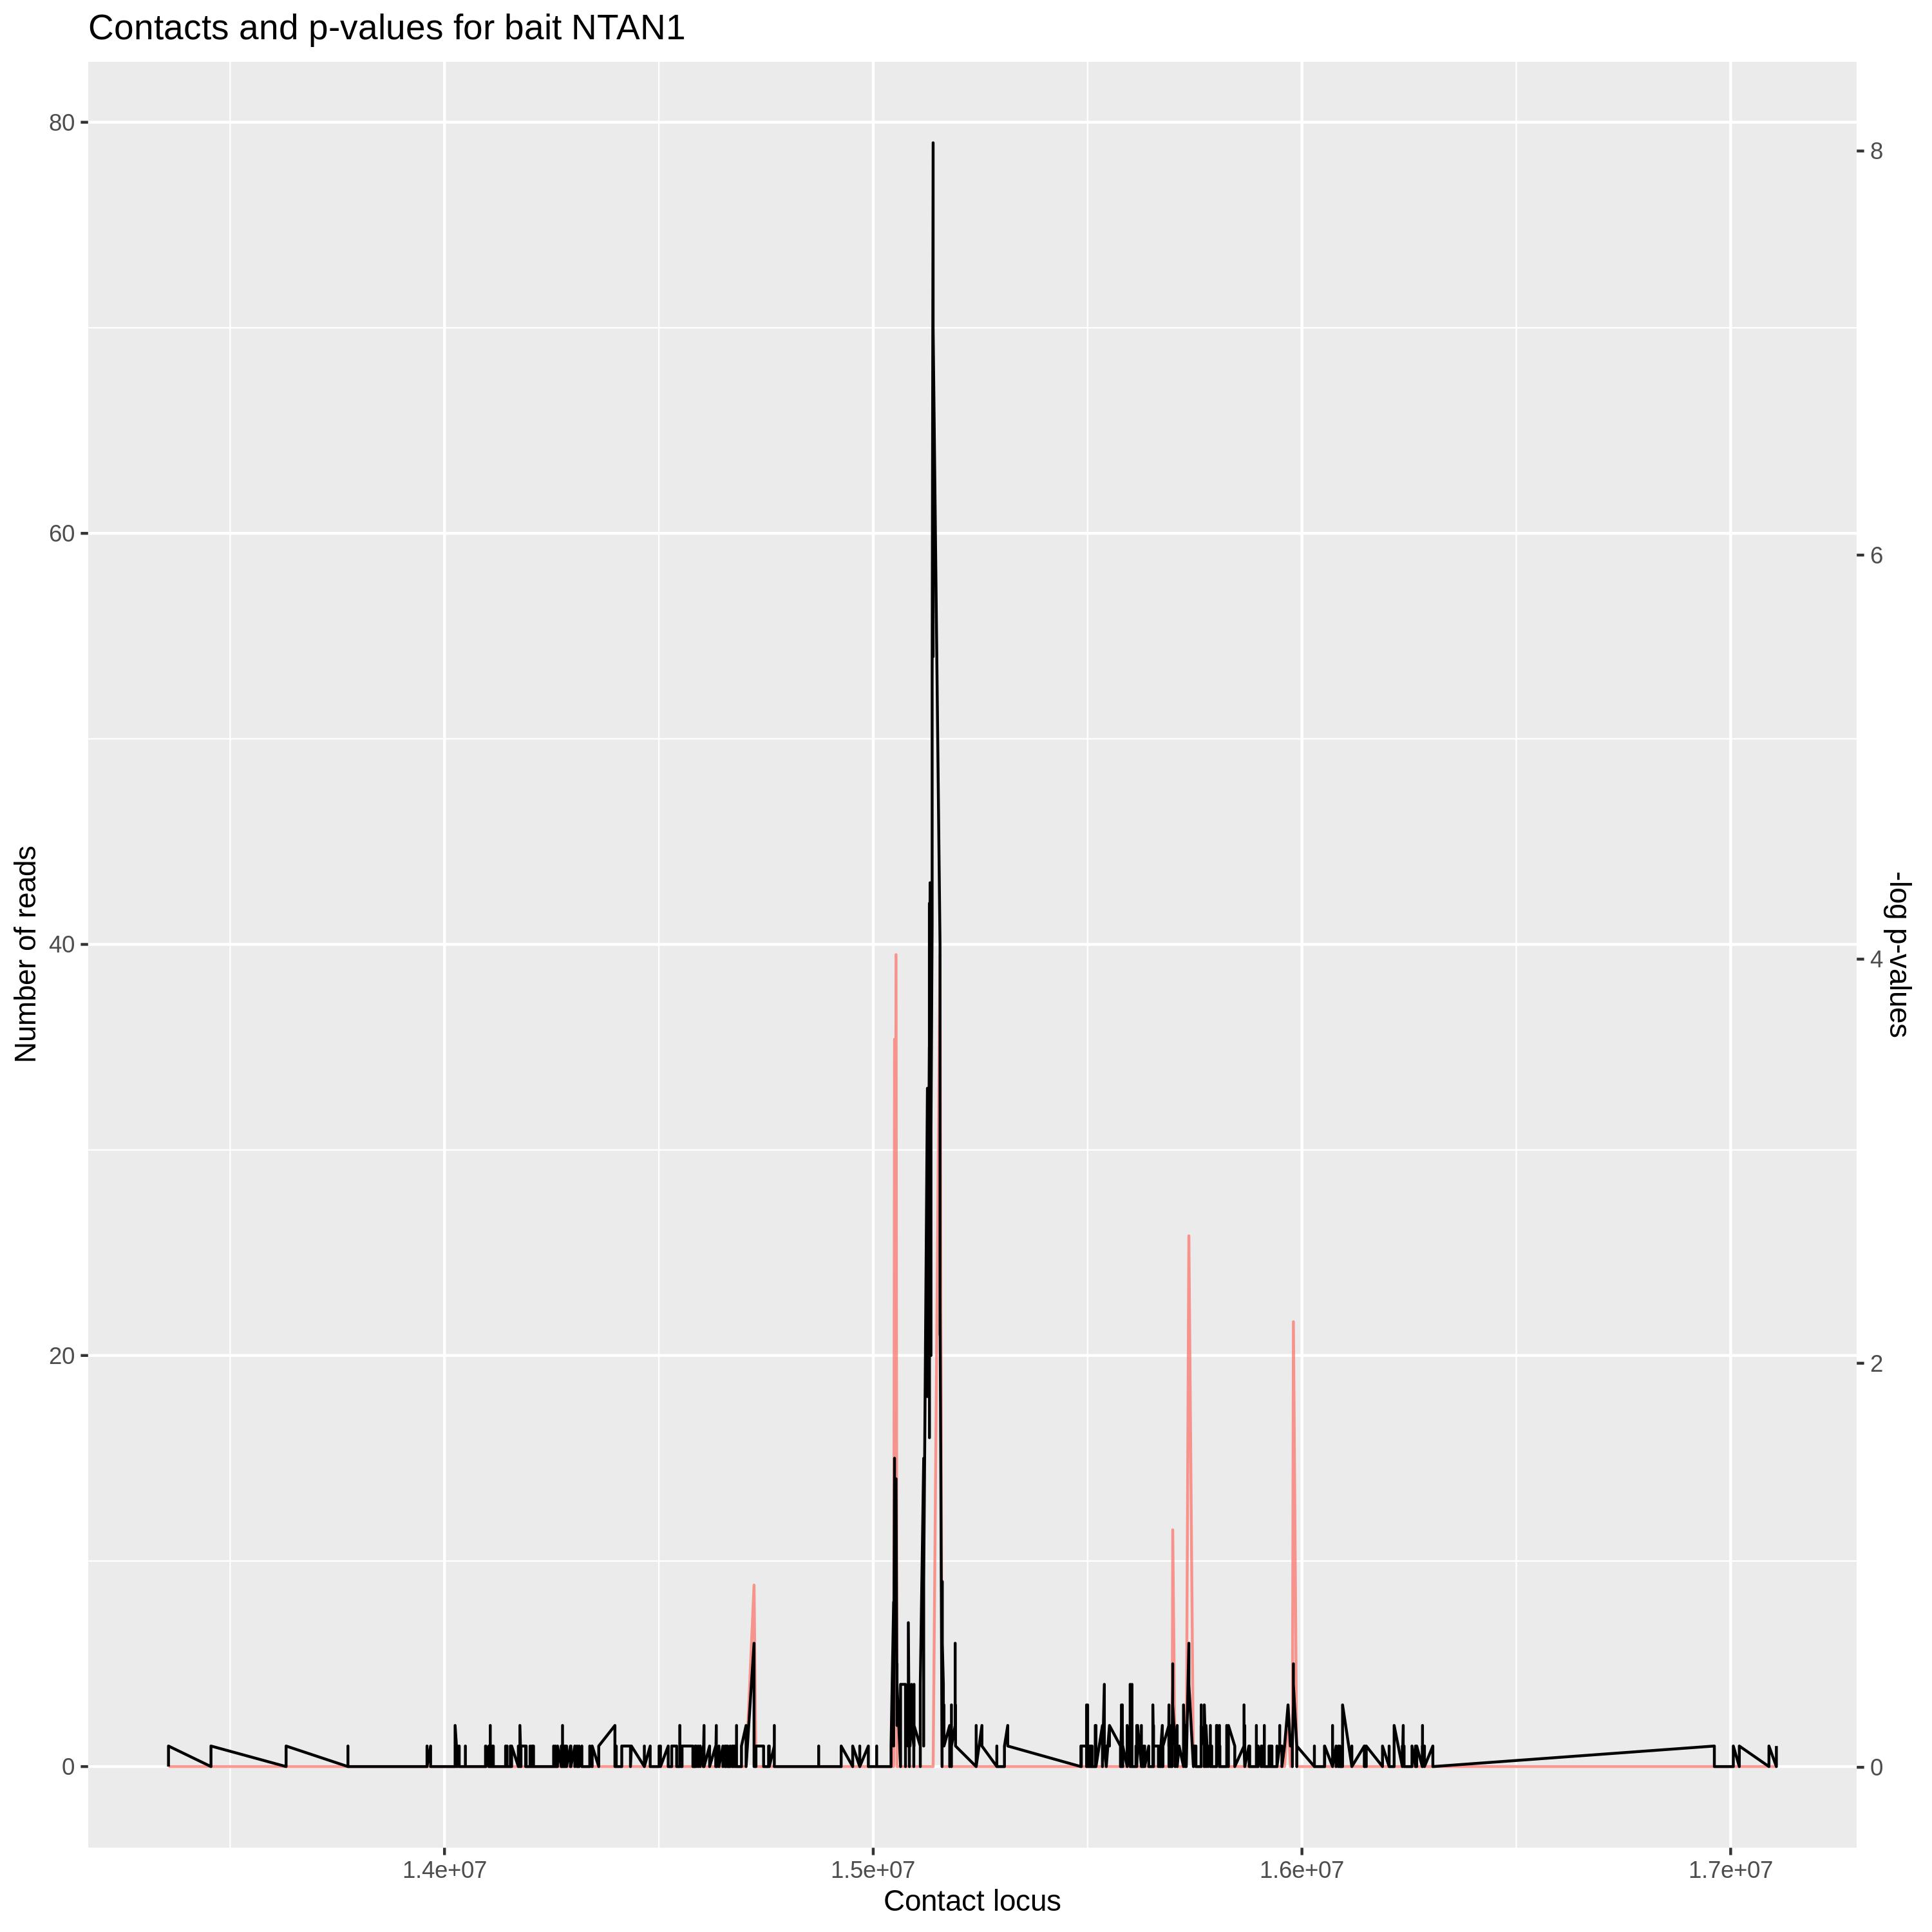 Contacts and p-values for bait NTAN1
80
60
40
20
0
Number of reads
8
6
4
2
0
-log p-values
1.4e+07
1.5e+07
1.6e+07
1.7e+07
Contact locus